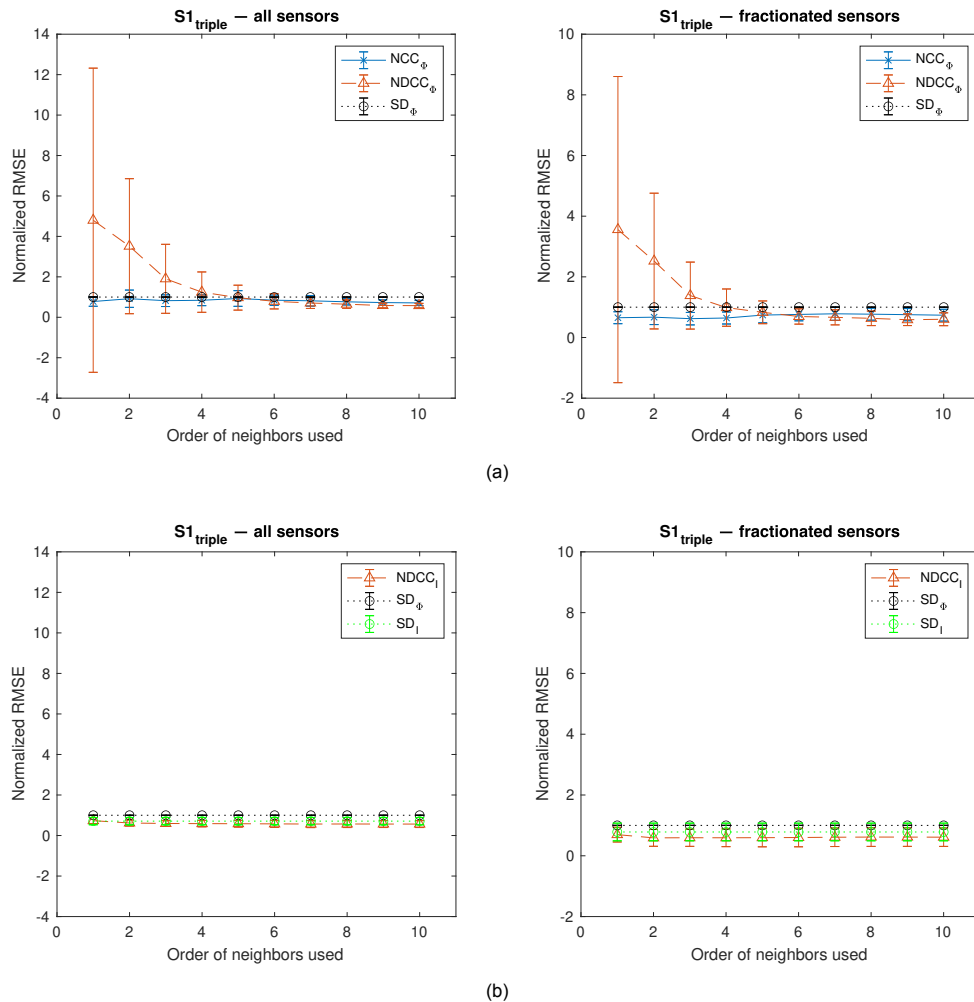 S1triple — all sensors
14
12
10
8
6
4
2
0
-2
-4
Normalized RMSE
NCCΦ
NDCCΦ
SDΦ
0 2 4 6 8 10
Order of neighbors used
S1triple — fractionated sensors
10
8
6
4
2
0
-2
Normalized RMSE
NCCΦ
NDCCΦ
SDΦ
0 2 4 6 8 10
Order of neighbors used
(a)
S1triple — all sensors
14
12
10
8
6
4
2
0
-2
-4
Normalized RMSE
NDCCI
SDΦ
SDI
0 2 4 6 8 10
Order of neighbors used
S1triple — fractionated sensors
10
8
6
4
2
0
-2
Normalized RMSE
NDCCI
SDΦ
SDI
0 2 4 6 8 10
Order of neighbors used
(b)